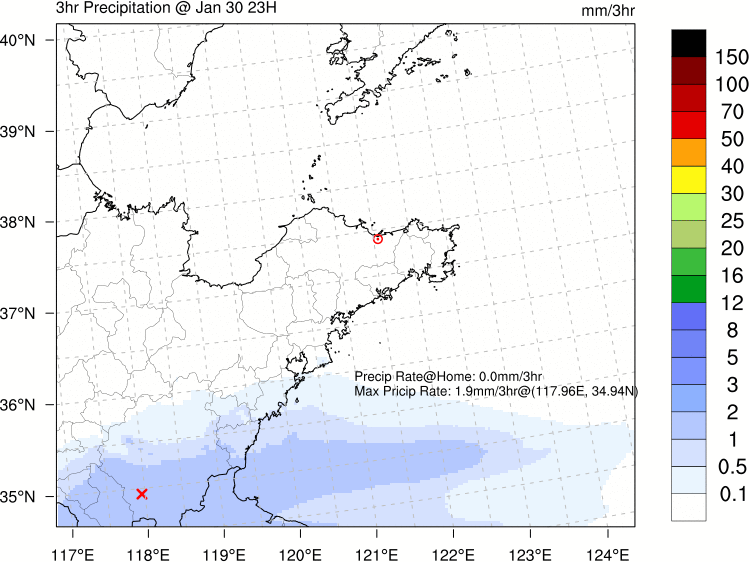 3hr Precipitation @ Jan 30 23H
mm/3hr
40°N
39°N
38°N
37°N
36°N
35°N
Precip Rate@Home: 0.0mm/3hr
Max Pricip Rate: 1.9mm/3hr@(117.96E, 34.94N)
117°E 118°E 119°E 120°E 121°E 122°E 123°E 124°E
150
100
70
50
40
30
25
20
16
12
8
5
3
2
1
0.5
0.1